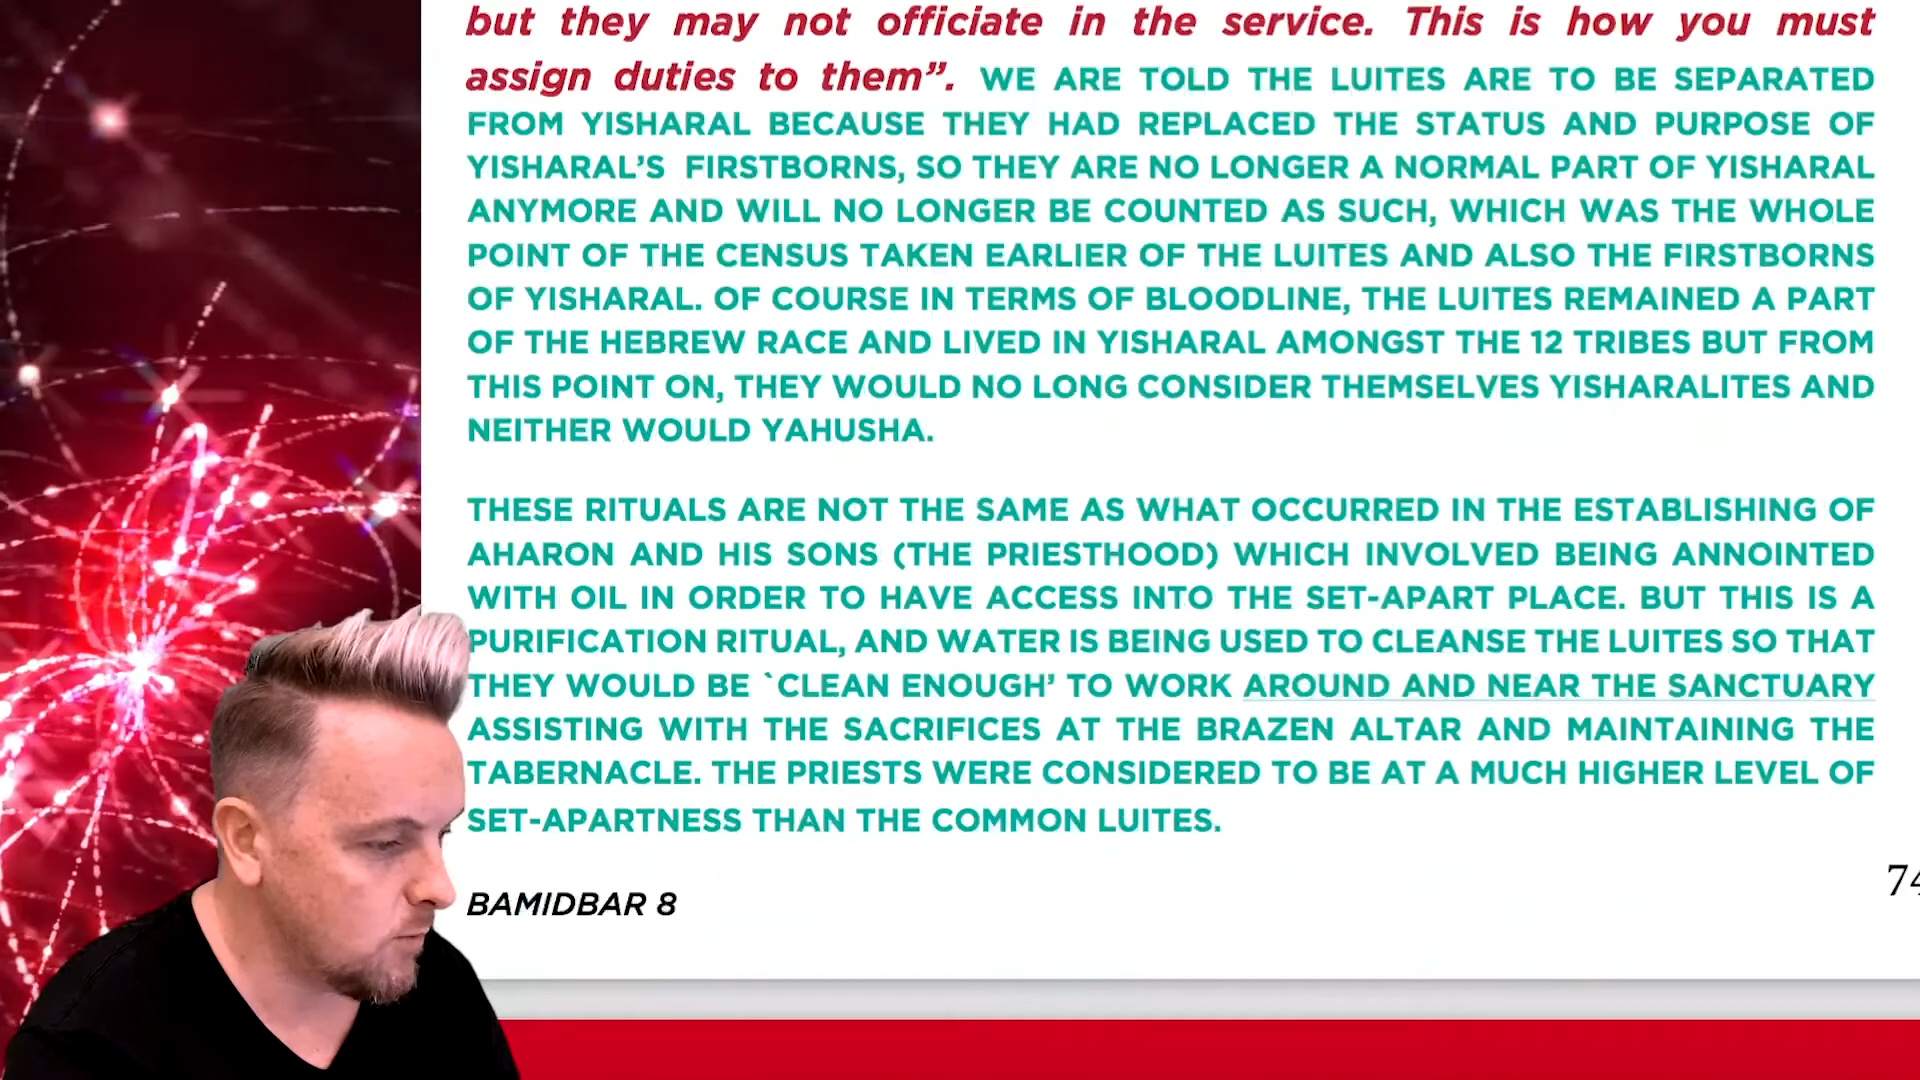 but they may not officiate in the service. This is how you must
assign duties to them”. WE ARE TOLD THE LUITES ARE TO BE SEPARATED
FROM YISHARAL BECAUSE THEY HAD REPLACED THE STATUS AND PURPOSE OF
YISHARAL’S FIRSTBORNS, SO THEY ARE NO LONGER A NORMAL PART OF YISHARAL
ANYMORE AND WILL NO LONGER BE COUNTED AS SUCH, WHICH WAS THE WHOLE
POINT OF THE CENSUS TAKEN EARLIER OF THE LUITES AND ALSO THE FIRSTBORNS
OF YISHARAL. OF COURSE IN TERMS OF BLOODLINE, THE LUITES REMAINED A PART
OF THE HEBREW RACE AND LIVED IN YISHARAL AMONGST THE 12 TRIBES BUT FROM
THIS POINT ON, THEY WOULD NO LONG CONSIDER THEMSELVES YISHARALITES AND
NEITHER WOULD YAHUSHA.
THESE RITUALS ARE NOT THE SAME AS WHAT OCCURRED IN THE ESTABLISHING OF
AHARON AND HIS SONS (THE PRIESTHOOD) WHICH INVOLVED BEING ANNOINTED
WITH OIL IN ORDER TO HAVE ACCESS INTO THE SET-APART PLACE. BUT THIS IS A
PURIFICATION RITUAL, AND WATER IS BEING USED TO CLEANSE THE LUITES SO THAT
THEY WOULD BE `CLEAN ENOUGH’ TO WORK AROUND AND NEAR THE SANCTUARY
ASSISTING WITH THE SACRIFICES AT THE BRAZEN ALTAR AND MAINTAINING THE
TABERNACLE. THE PRIESTS WERE CONSIDERED TO BE AT A MUCH HIGHER LEVEL OF
SET-APARTNESS THAN THE COMMON LUITES.
74
BAMIDBAR 8